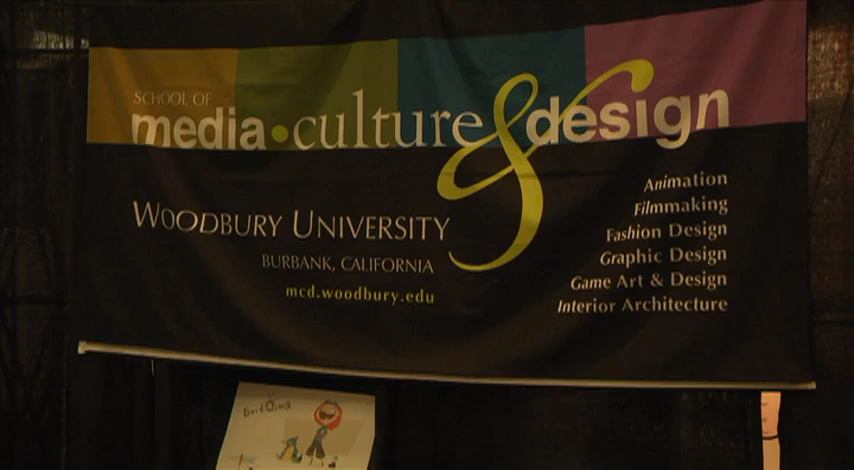 SCHOOL OF
media•culture & design
WOODBURY UNIVERSITY
BURBANK, CALIFORNIA
mcd.woodbury.edu
Animation
Filmmaking
Fashion Design
Graphic Design
Game Art & Design
Interior Architecture